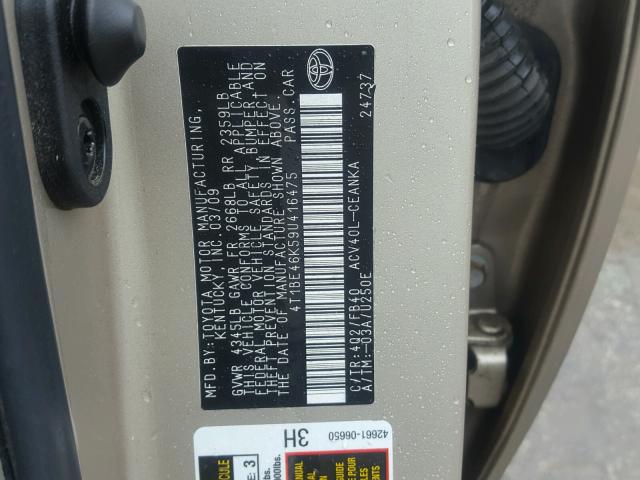 MFD.BY:TOYOTA MOTOR MANUFACTURING,
KENTUCKY, INC. 03/09
GVWR 4345LB GAWR FR 2668LB RR 2359LB
THIS VEHICLE CONFORMS TO ALL APPLICABLE
FEDERAL MOTOR VEHICLE SAFETY BUMPER AND
THEFT PREVENTION STANDARDS IN EFFECT ON
THE DATE OF MANUFACTURE SHOWN ABOVE.
4T1BE46K59U416475 PASS.CAR
C/TR:4Q2/FB40 ACV40L-CEANKA
A/TM:-03A/U250E 24737
42661-06650
3H